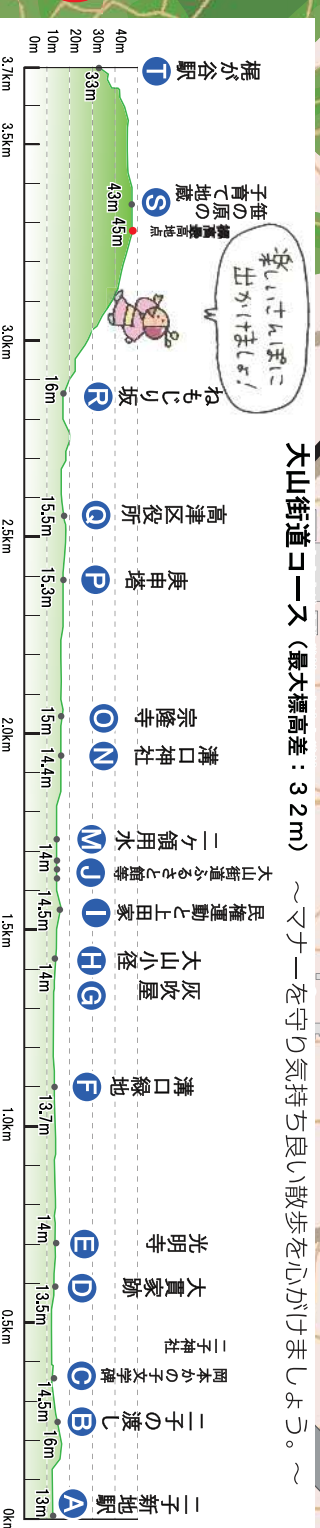 大山街道コース（最大標高差：32m） ～マナーを守り気持ち良い散歩を心がけましょう。～
楽しいさんぽに
出かけましょ！
T 梶が谷駅
S 笹の原の
子育て地蔵
最高地点
R ねもじり坂
Q 高津区役所
P 庚申塔
O 宗隆寺
N 溝口神社
M 二ヶ領用水
J 大山街道ふるさと館等
I 民権運動と上田家
H 大山小径
G 灰吹屋
F 溝口緑地
E 光明寺
D 大貫家跡
二子神社
C 岡本かの子文学碑
B 二子の渡し
A 二子新地駅
40m
30m
20m
10m
0m
33m
43m
45m
16m
15.5m
15.3m
15m
14.4m
14m
14.5m
14m
13.7m
14m
13.5m
14.5m
16m
13m
3.7km
3.5km
3.0km
2.5km
2.0km
1.5km
1.0km
0.5km
0km